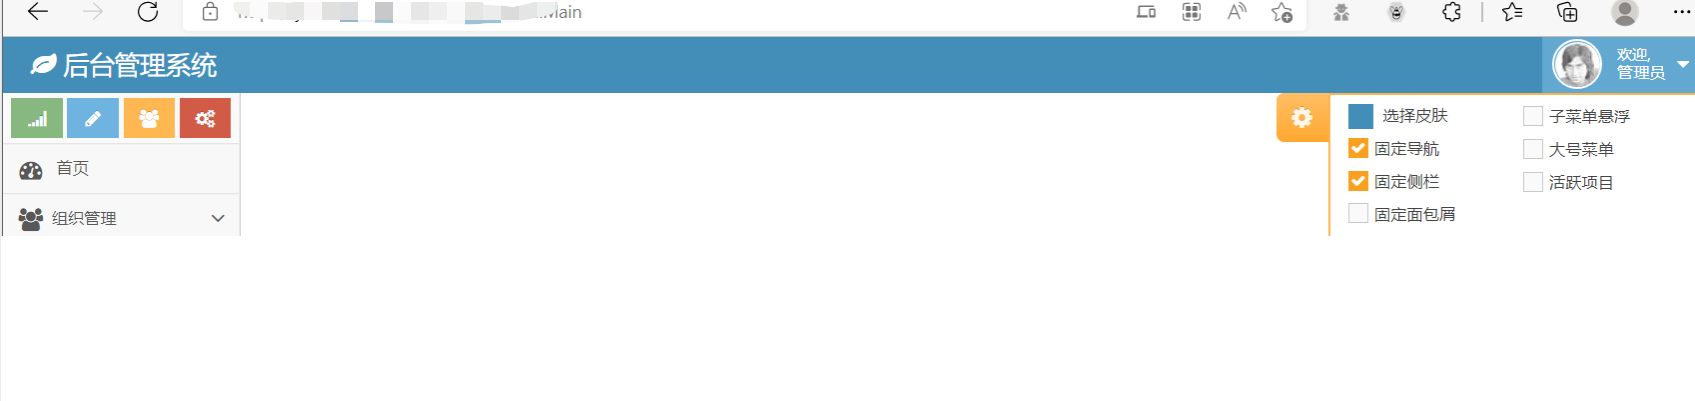 Main
后台管理系统
欢迎,
管理员
首页
组织管理
选择皮肤
子菜单悬浮
固定导航
大号菜单
固定侧栏
活跃项目
固定面包屑